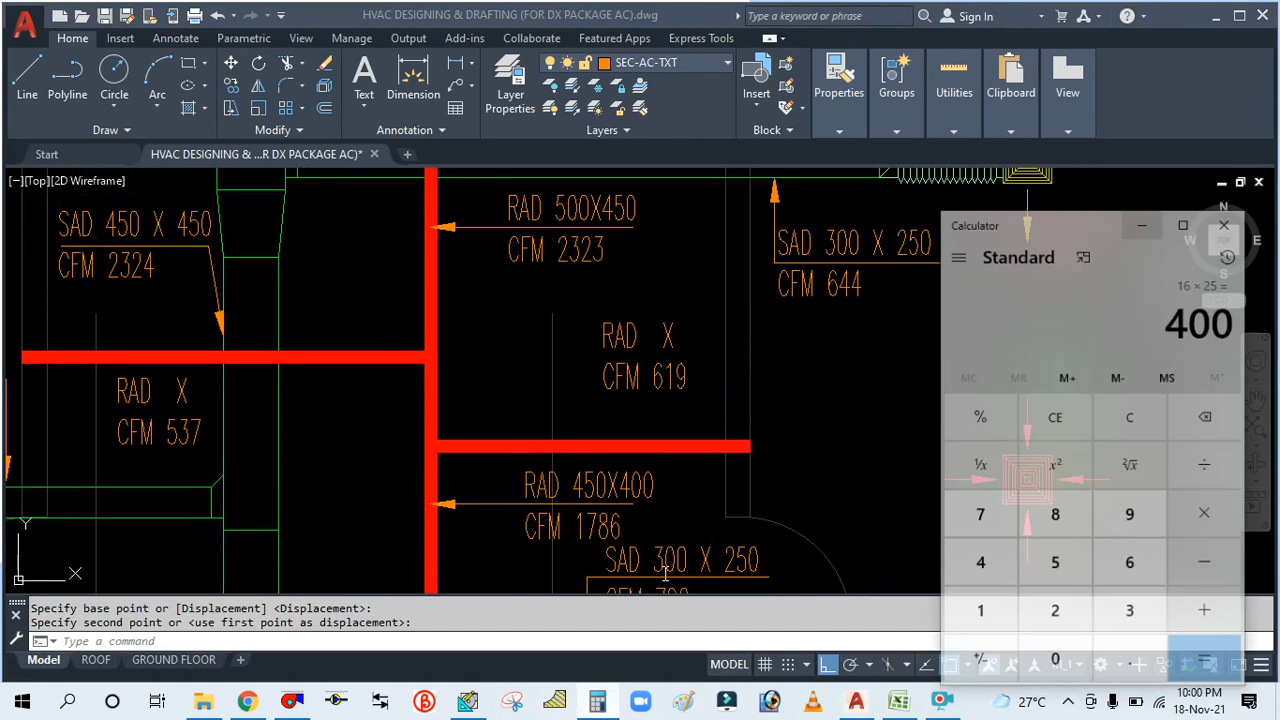 HVAC DESIGNING & DRAFTING (FOR DX PACKAGE AC).dwg
Type a keyword or phrase
Sign In
Home Insert Annotate Parametric View Manage Output Add-ins Collaborate Featured Apps Express Tools
SEC-AC-TXT
Line Polyline Circle Arc Text Dimension Layer Properties Insert Properties Groups Utilities Clipboard View
Draw Modify Annotation Layers Block
Start
HVAC DESIGNING & ...R DX PACKAGE AC)*
[−][Top][2D Wireframe]
SAD 450 X 450
CFM 2324
RAD 500X450
CFM 2323
SAD 300 X 250
CFM 644
RAD X
CFM 619
RAD X
CFM 537
RAD 450X400
CFM 1786
SAD 300 X 250
Y
X
N
W
TOP
E
S
Calculator
Standard
16 × 25 =
400
MC MR M+ M- MS M˅
% CE C
¹/x x² ²√x ÷
7 8 9 ×
4 5 6 −
1 2 3 +
+/− 0 . =
Specify base point or [Displacement] <Displacement>:
Specify second point or <use first point as displacement>:
Type a command
Model ROOF GROUND FLOOR
MODEL
27°C
10:00 PM
18-Nov-21